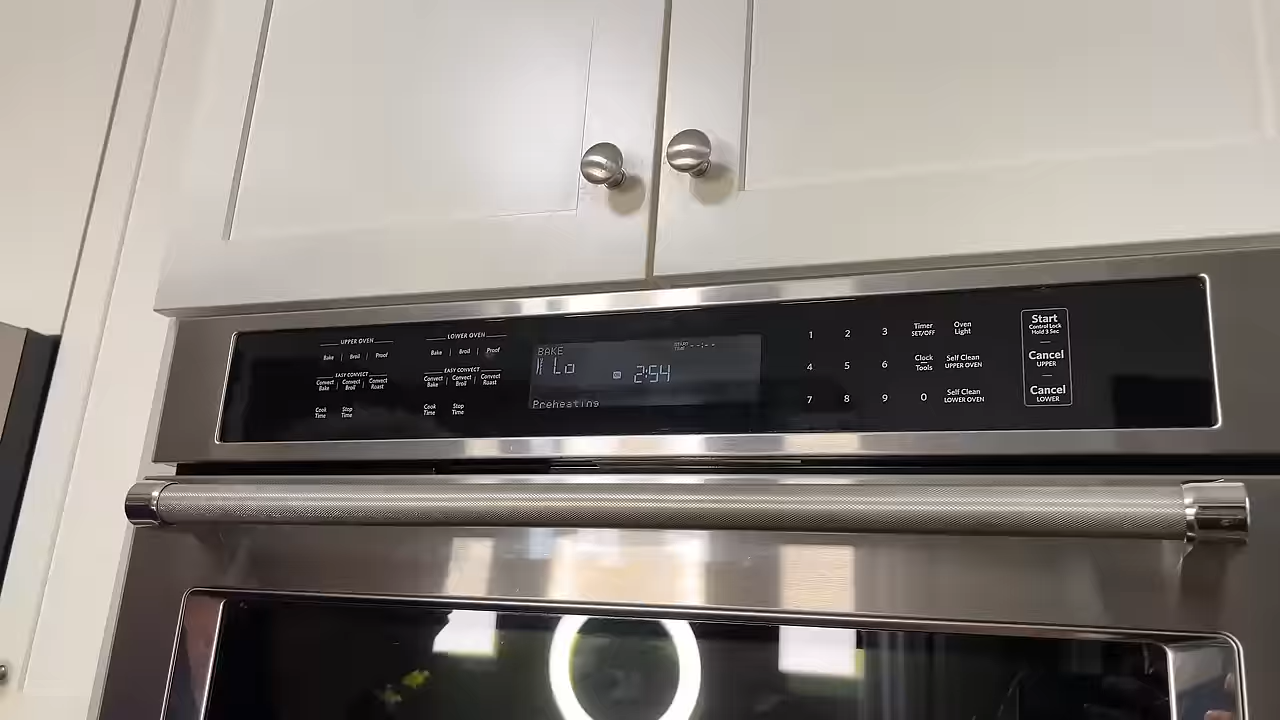 UPPER OVEN
Bake | Broil | Proof
EASY CONVECT
Convect Bake | Convect Broil | Convect Roast
Cook Time Stop Time
LOWER OVEN
Bake | Broil | Proof
EASY CONVECT
Convect Bake | Convect Broil | Convect Roast
Cook Time Stop Time
BAKE
START TIME --:--
Lo
2:54
Preheating
1 2 3
4 5 6
7 8 9 0
Timer
SET/OFF
Clock
Tools
Oven
Light
Self Clean
UPPER OVEN
Self Clean
LOWER OVEN
Start
Control Lock
Hold 3 Sec
Cancel
UPPER
Cancel
LOWER